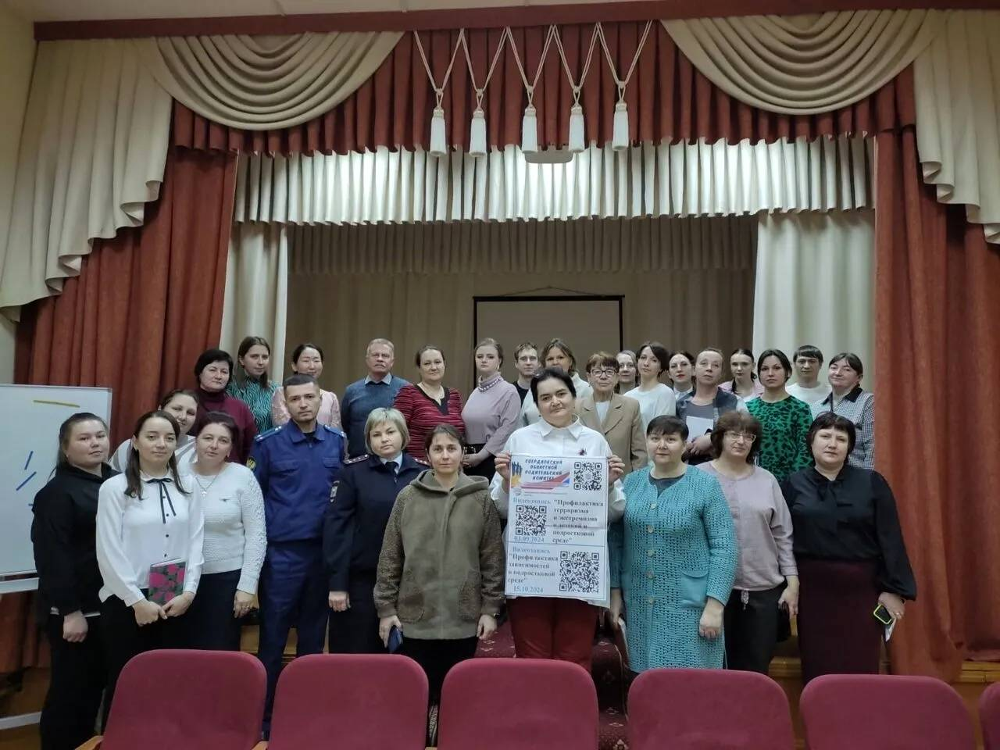 СВЕРДЛОВСКИЙ
ОБЛАСТНОЙ
РОДИТЕЛЬСКИЙ
КОМИТЕТ
Видеозапись
"Профилактика
терроризма
и экстремизма
в детской и
подростковой
среде"
03.09.2024
Видеозапись
"Профилактика
зависимостей
в подростковой
среде"
15.10.2024